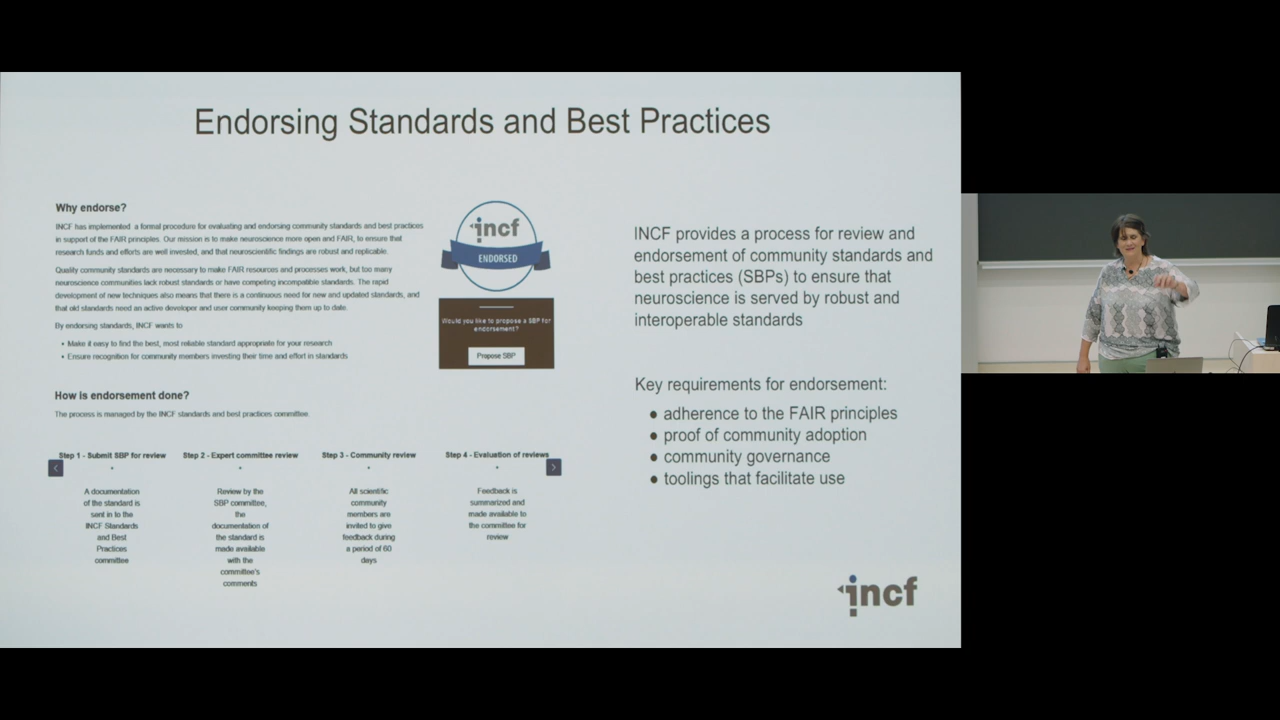 Endorsing Standards and Best Practices
Why endorse?
INCF has implemented a formal procedure for evaluating and endorsing community standards and best practices
in support of the FAIR principles. Our mission is to make neuroscience more open and FAIR, to ensure that
research funds and efforts are well invested, and that neuroscientific findings are robust and replicable.
Quality community standards are necessary to make FAIR resources and processes work, but too many
neuroscience communities lack robust standards or have competing incompatible standards. The rapid
development of new techniques also means that there is a continuous need for new and updated standards, and
that old standards need an active developer and user community keeping them up to date.
By endorsing standards, INCF wants to
• Make it easy to find the best, most reliable standard appropriate for your research
• Ensure recognition for community members investing their time and effort in standards
incf
ENDORSED
Would you like to propose a SBP for
endorsement?
Propose SBP
How is endorsement done?
The process is managed by the INCF standards and best practices committee.
Step 1 - Submit SBP for review
A documentation
of the standard is
sent in to the
INCF Standards
and Best
Practices
committee
Step 2 - Expert committee review
Review by the
SBP committee,
the
documentation of
the standard is
made available
with the
committee's
comments
Step 3 - Community review
All scientific
community
members are
invited to give
feedback during
a period of 60
days
Step 4 - Evaluation of reviews
Feedback is
summarized and
made available to
the committee for
review
INCF provides a process for review and
endorsement of community standards and
best practices (SBPs) to ensure that
neuroscience is served by robust and
interoperable standards
Key requirements for endorsement:
● adherence to the FAIR principles
● proof of community adoption
● community governance
● toolings that facilitate use
incf